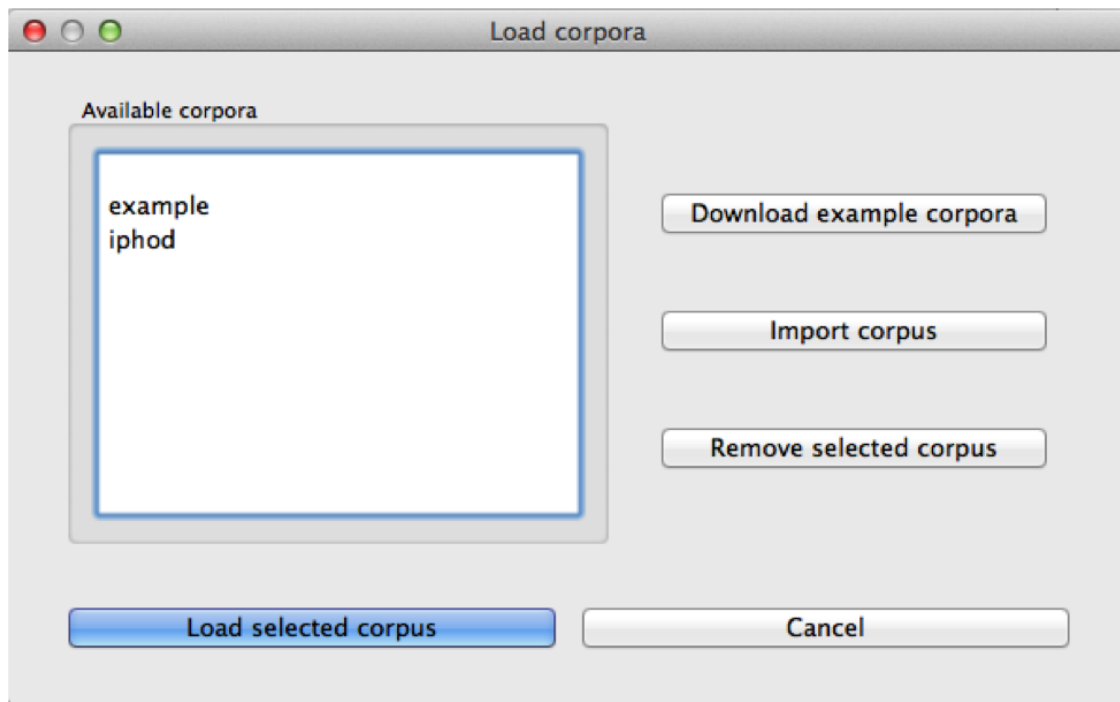 Load corpora
Available corpora
example
iphod
Download example corpora
Import corpus
Remove selected corpus
Load selected corpus
Cancel